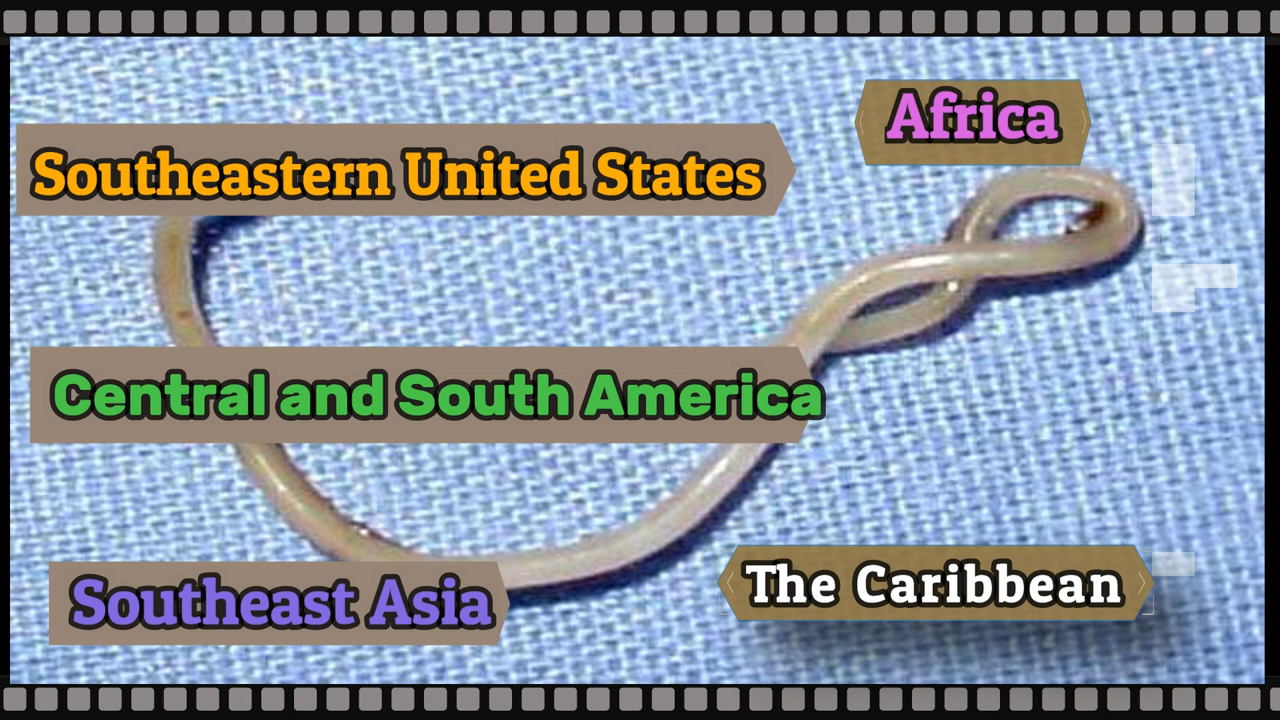 Africa
Southeastern United States
Central and South America
Southeast Asia
The Caribbean